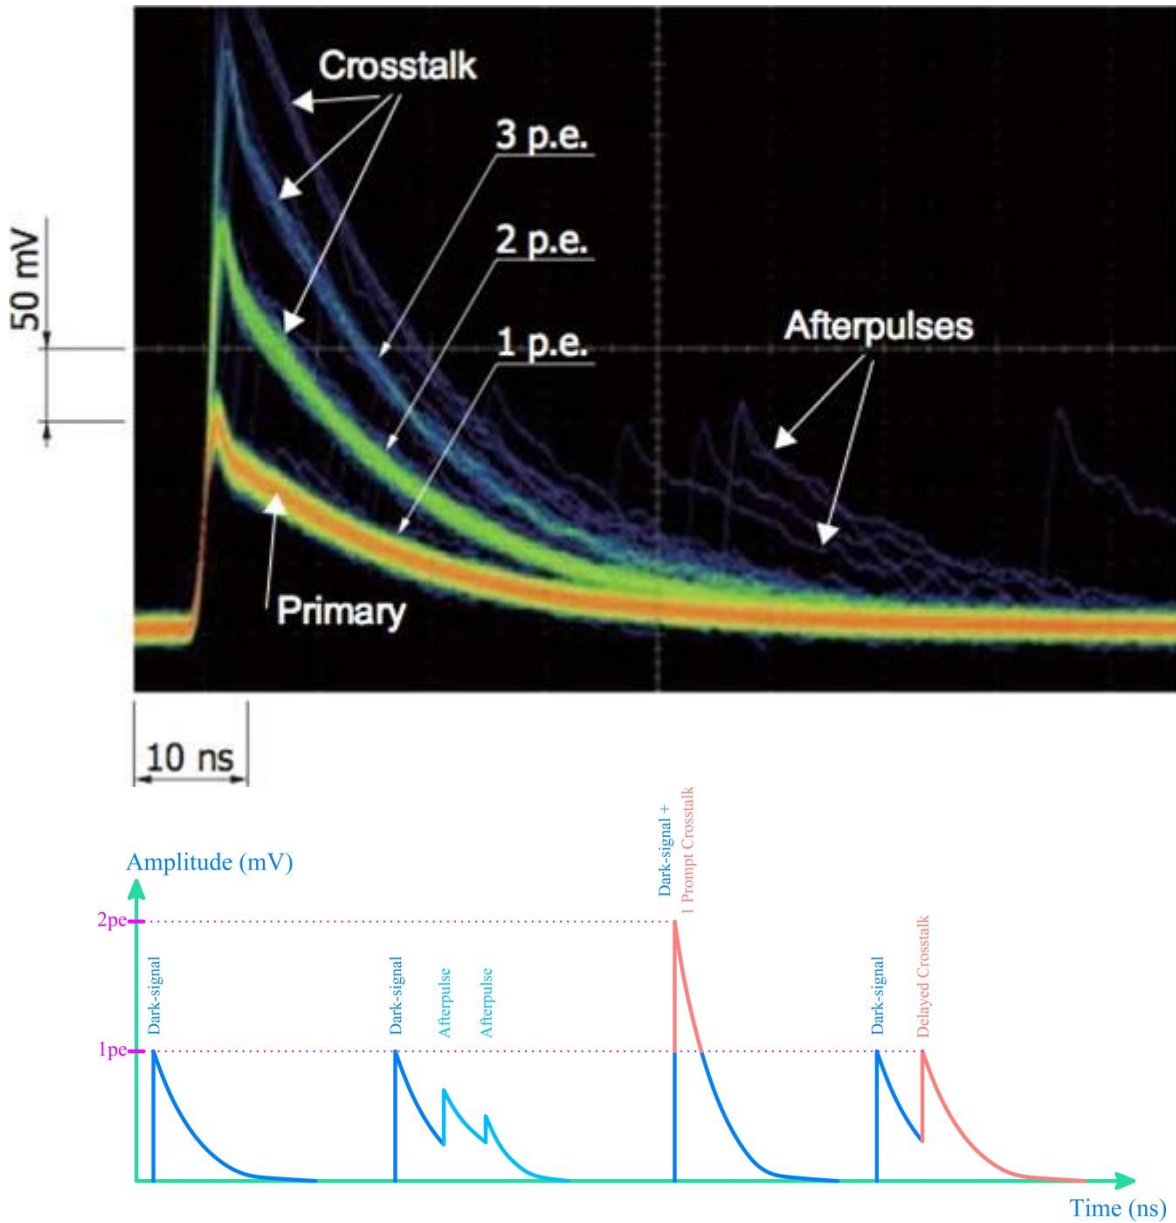 Crosstalk
3 p.e.
2 p.e.
50 mV
Afterpulses
1 p.e.
Primary
10 ns
Dark-signal +
1 Prompt Crosstalk
Amplitude (mV)
2pe
Dark-signal
Dark-signal
Afterpulse
Afterpulse
Dark-signal
Delayed Crosstalk
1pe
Time (ns)